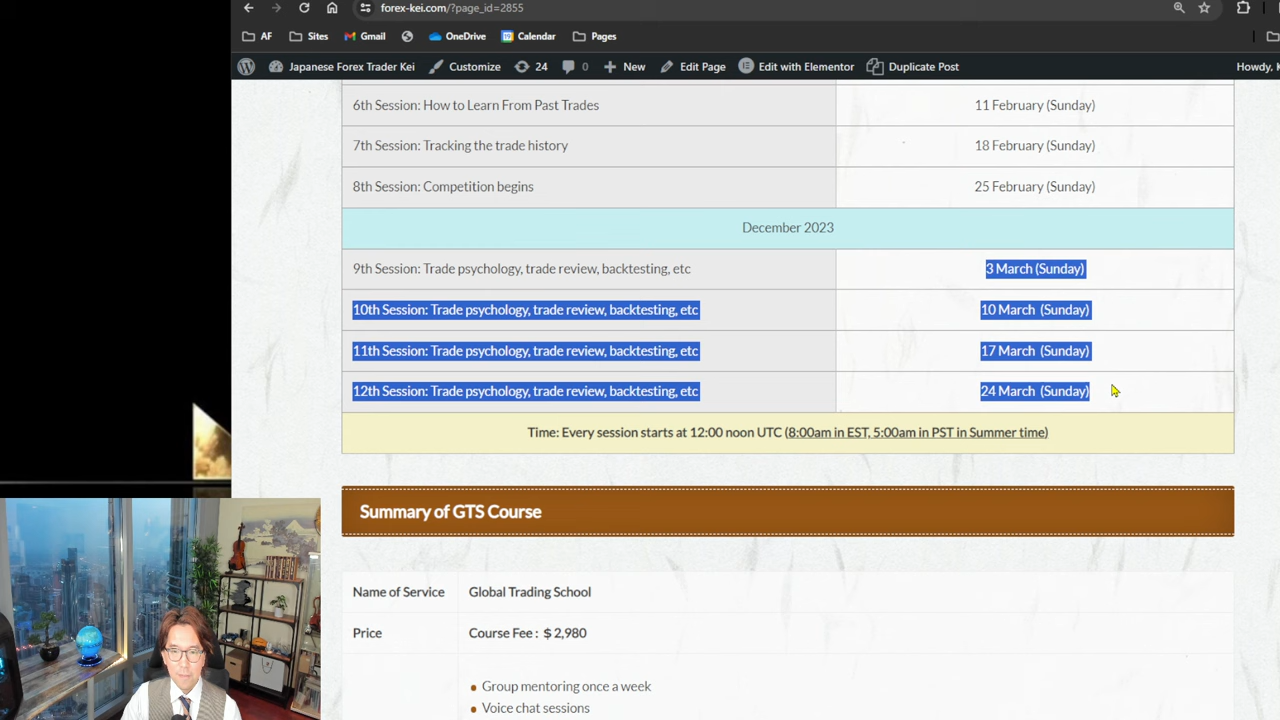 forex-kei.com/?page_id=2855
AF Sites Gmail OneDrive Calendar Pages
Japanese Forex Trader Kei Customize 24 0 New Edit Page Edit with Elementor Duplicate Post Howdy, K
6th Session: How to Learn From Past Trades 11 February (Sunday)
7th Session: Tracking the trade history 18 February (Sunday)
8th Session: Competition begins 25 February (Sunday)
December 2023
9th Session: Trade psychology, trade review, backtesting, etc 3 March (Sunday)
10th Session: Trade psychology, trade review, backtesting, etc 10 March (Sunday)
11th Session: Trade psychology, trade review, backtesting, etc 17 March (Sunday)
12th Session: Trade psychology, trade review, backtesting, etc 24 March (Sunday)
Time: Every session starts at 12:00 noon UTC (8:00am in EST, 5:00am in PST in Summer time)
Summary of GTS Course
Name of Service Global Trading School
Price Course Fee : $ 2,980
Group mentoring once a week
Voice chat sessions